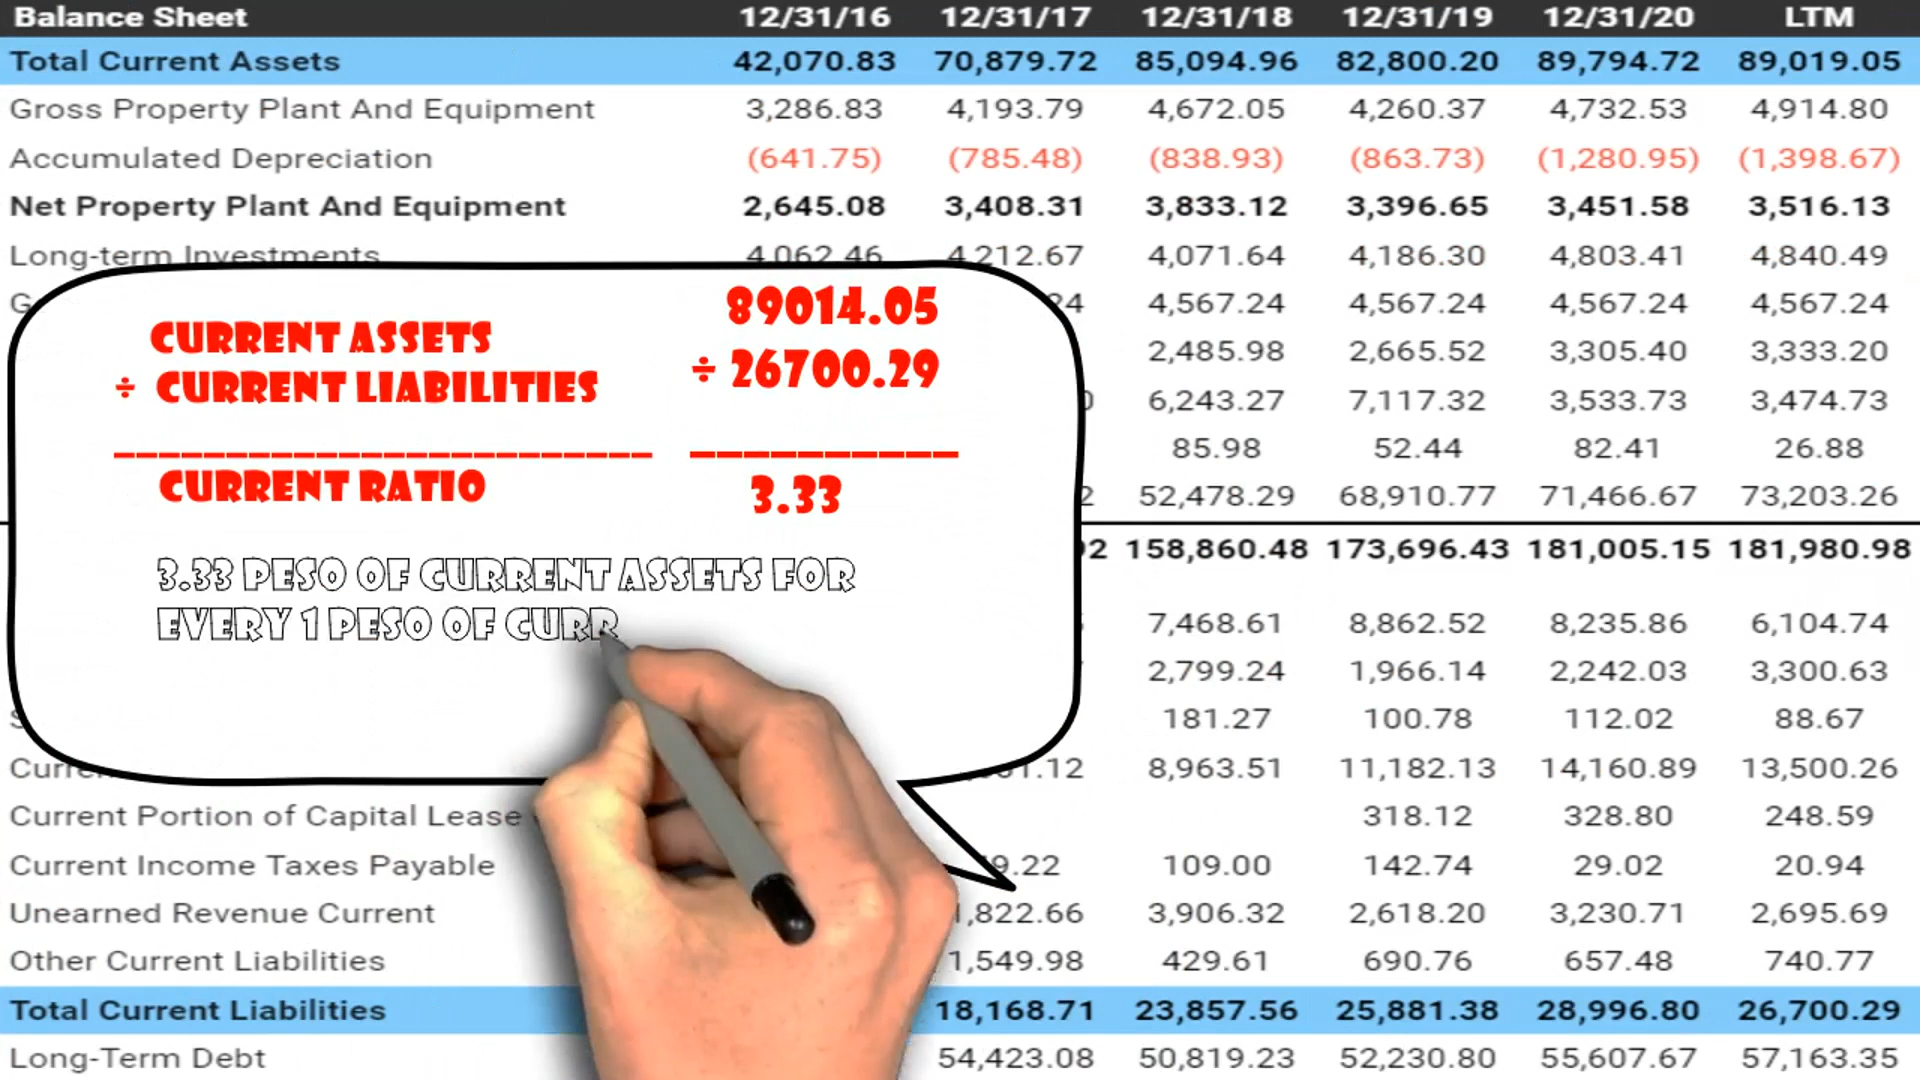 Balance Sheet 12/31/16 12/31/17 12/31/18 12/31/19 12/31/20 LTM
Total Current Assets 42,070.83 70,879.72 85,094.96 82,800.20 89,794.72 89,019.05
Gross Property Plant And Equipment 3,286.83 4,193.79 4,672.05 4,260.37 4,732.53 4,914.80
Accumulated Depreciation (641.75) (785.48) (838.93) (863.73) (1,280.95) (1,398.67)
Net Property Plant And Equipment 2,645.08 3,408.31 3,833.12 3,396.65 3,451.58 3,516.13
Long-term Investments 4,062.46 4,212.67 4,071.64 4,186.30 4,803.41 4,840.49
4,567.24 4,567.24 4,567.24 4,567.24
2,485.98 2,665.52 3,305.40 3,333.20
6,243.27 7,117.32 3,533.73 3,474.73
85.98 52.44 82.41 26.88
52,478.29 68,910.77 71,466.67 73,203.26
158,860.48 173,696.43 181,005.15 181,980.98
7,468.61 8,862.52 8,235.86 6,104.74
2,799.24 1,966.14 2,242.03 3,300.63
181.27 100.78 112.02 88.67
8,963.51 11,182.13 14,160.89 13,500.26
Current Portion of Capital Lease 318.12 328.80 248.59
Current Income Taxes Payable 109.00 142.74 29.02 20.94
Unearned Revenue Current 1,822.66 3,906.32 2,618.20 3,230.71 2,695.69
Other Current Liabilities 1,549.98 429.61 690.76 657.48 740.77
Total Current Liabilities 18,168.71 23,857.56 25,881.38 28,996.80 26,700.29
Long-Term Debt 54,423.08 50,819.23 52,230.80 55,607.67 57,163.35
CURRENT ASSETS 89014.05
÷ CURRENT LIABILITIES ÷ 26700.29
CURRENT RATIO 3.33
3.33 PESO OF CURRENT ASSETS FOR
EVERY 1 PESO OF CURR